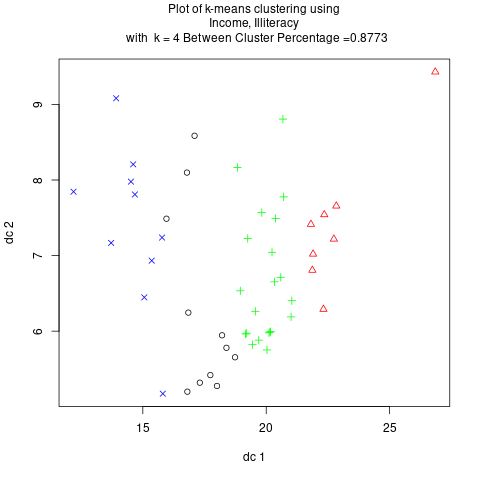 Plot of k-means clustering using
Income, Illiteracy
with  k = 4 Between Cluster Percentage =0.8773
9
8
7
6
dc 2
15 20 25
dc 1